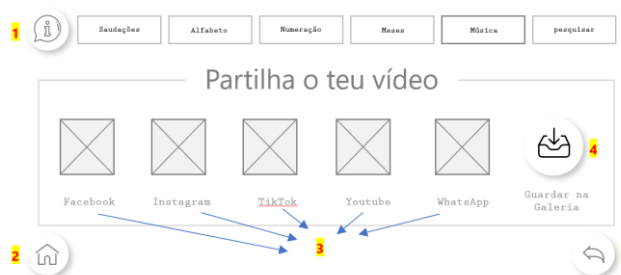 1
Saudações
Alfabeto
Numeração
Meses
Música
pesquisar
Partilha o teu vídeo
4
Facebook
Instagram
TikTok
Youtube
WhatsApp
Guardar na
Galeria
2
3